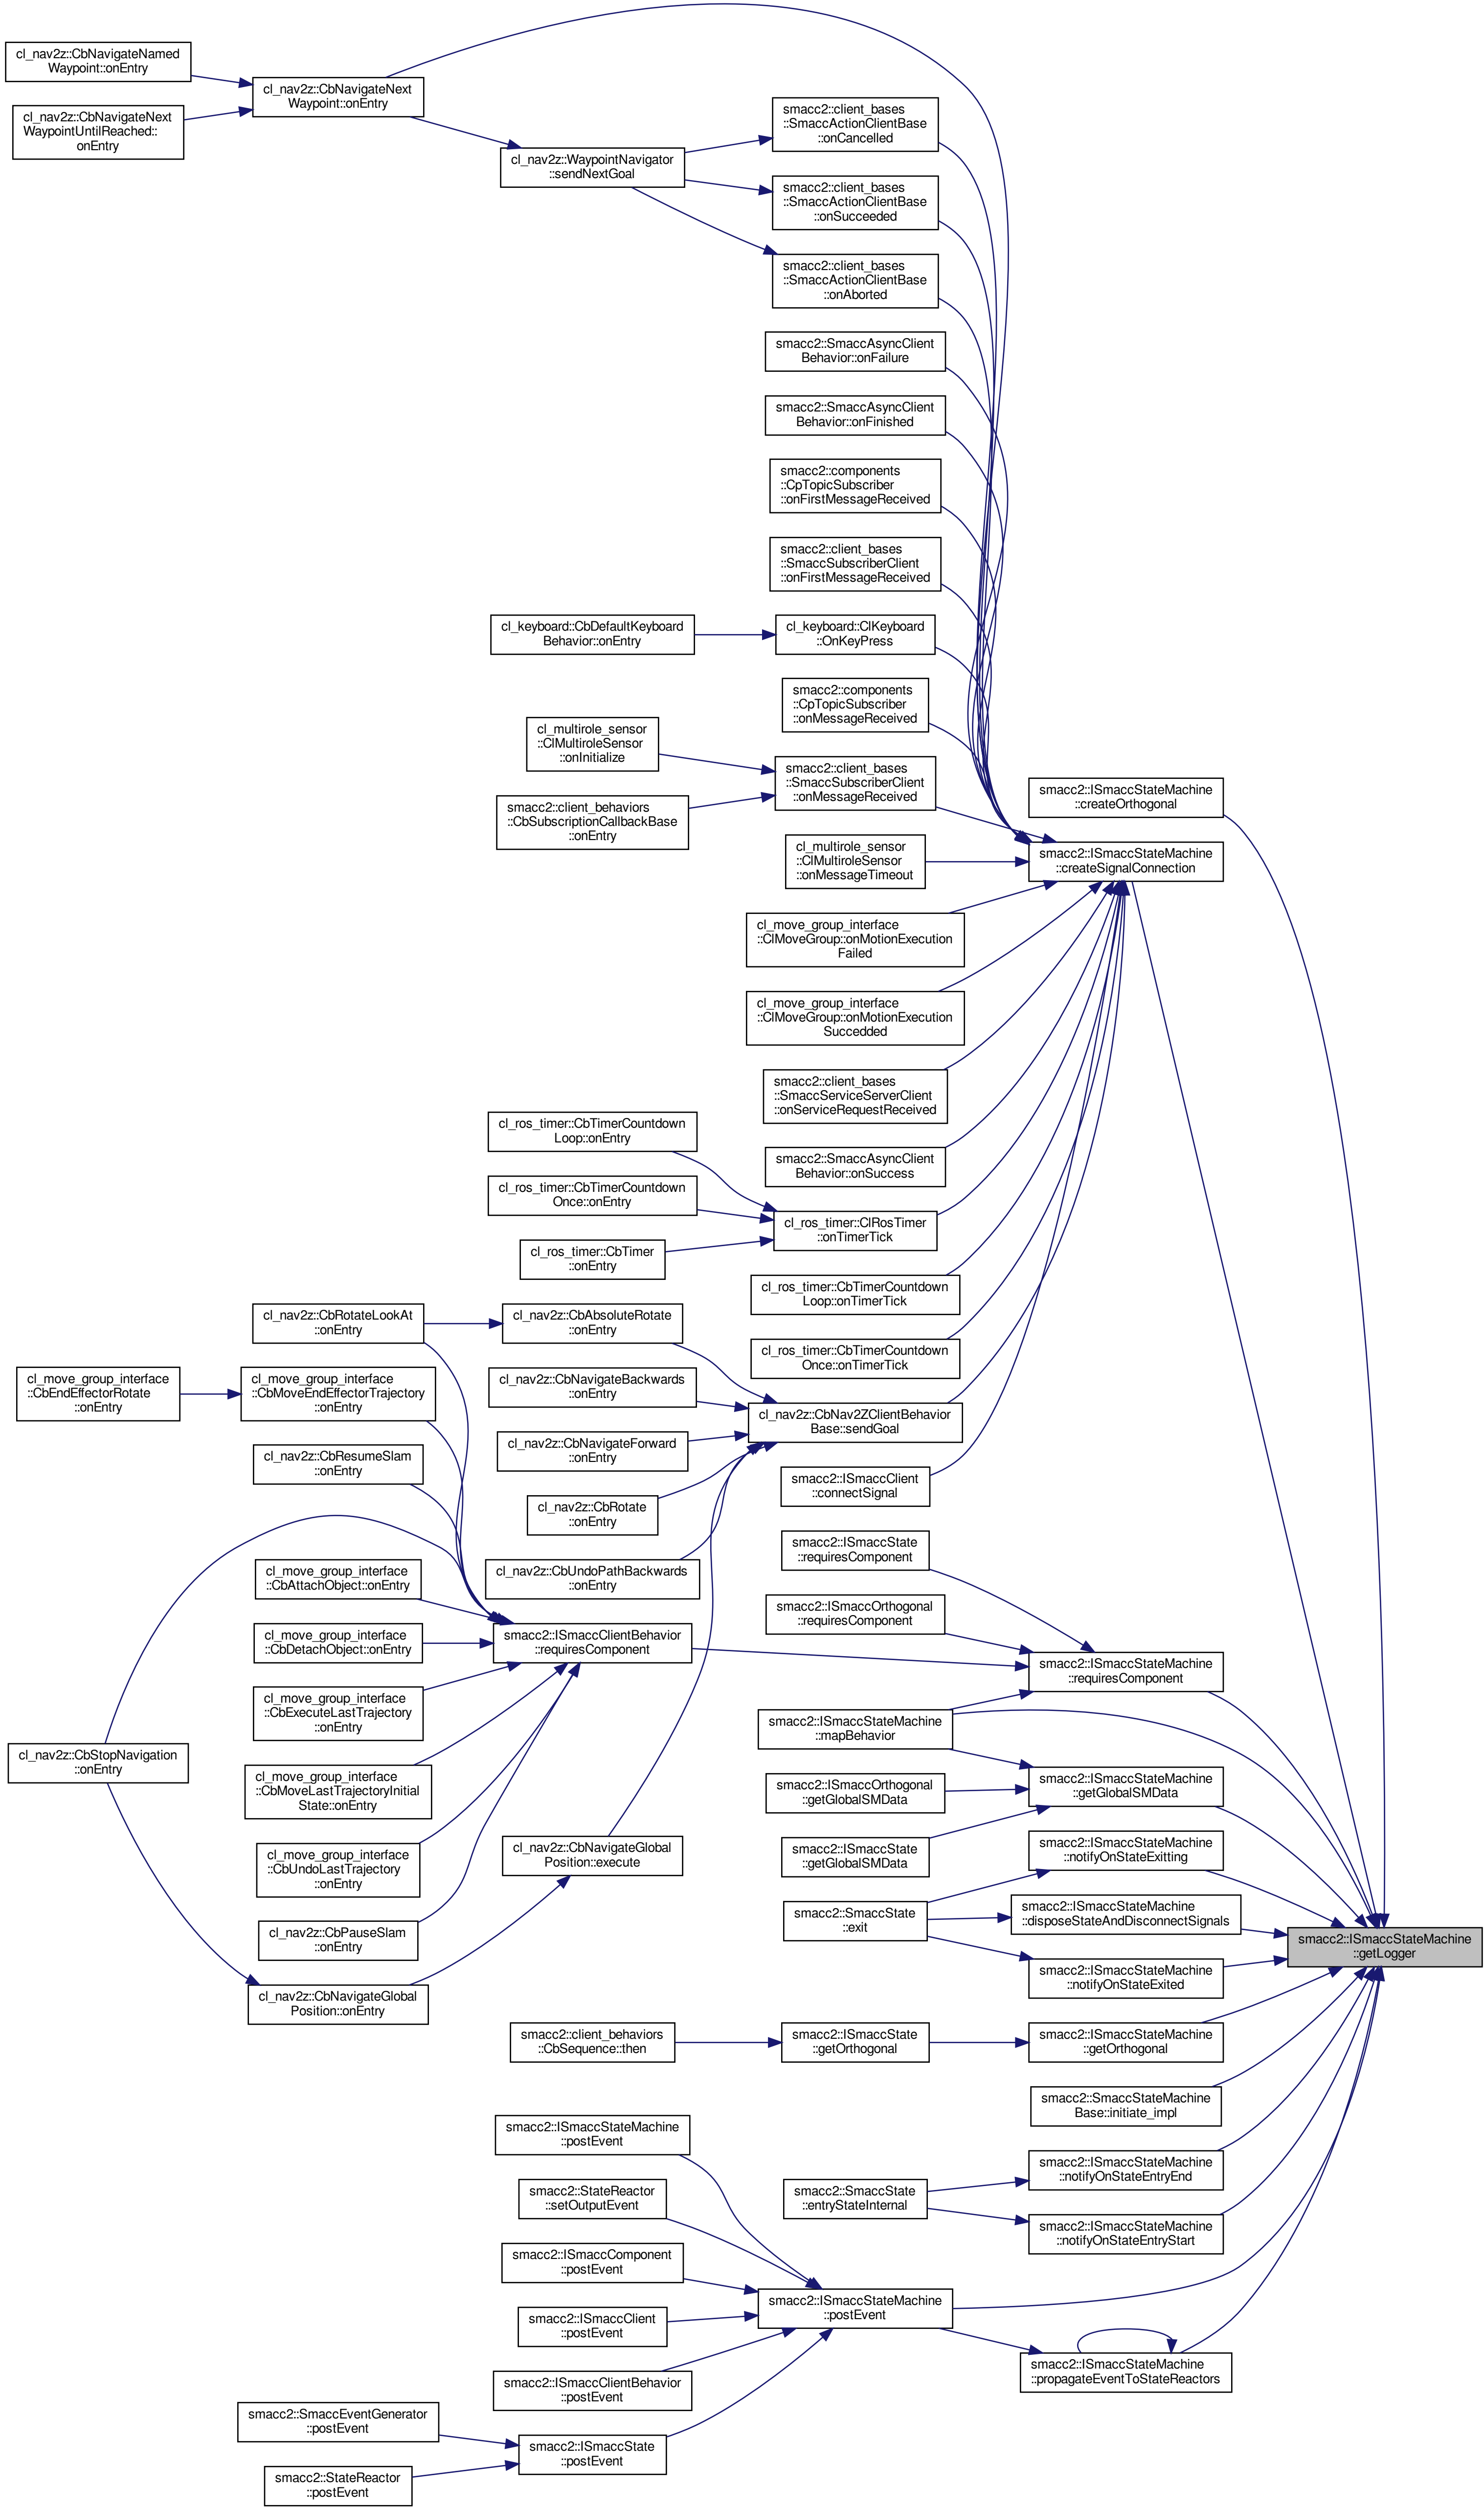 cl_nav2z::CbNavigateNamed
Waypoint::onEntry
cl_nav2z::CbNavigateNext
Waypoint::onEntry
cl_nav2z::CbNavigateNext
WaypointUntilReached::
onEntry
cl_nav2z::WaypointNavigator
::sendNextGoal
smacc2::client_bases
::SmaccActionClientBase
::onCancelled
smacc2::client_bases
::SmaccActionClientBase
::onSucceeded
smacc2::client_bases
::SmaccActionClientBase
::onAborted
smacc2::SmaccAsyncClient
Behavior::onFailure
smacc2::SmaccAsyncClient
Behavior::onFinished
smacc2::components
::CpTopicSubscriber
::onFirstMessageReceived
smacc2::client_bases
::SmaccSubscriberClient
::onFirstMessageReceived
cl_keyboard::CbDefaultKeyboard
Behavior::onEntry
cl_keyboard::ClKeyboard
::OnKeyPress
smacc2::components
::CpTopicSubscriber
::onMessageReceived
cl_multirole_sensor
::ClMultiroleSensor
::onInitialize
smacc2::client_bases
::SmaccSubscriberClient
::onMessageReceived
smacc2::client_behaviors
::CbSubscriptionCallbackBase
::onEntry
smacc2::ISmaccStateMachine
::createOrthogonal
cl_multirole_sensor
::ClMultiroleSensor
::onMessageTimeout
smacc2::ISmaccStateMachine
::createSignalConnection
cl_move_group_interface
::ClMoveGroup::onMotionExecution
Failed
cl_move_group_interface
::ClMoveGroup::onMotionExecution
Succedded
smacc2::client_bases
::SmaccServiceServerClient
::onServiceRequestReceived
cl_ros_timer::CbTimerCountdown
Loop::onEntry
smacc2::SmaccAsyncClient
Behavior::onSuccess
cl_ros_timer::CbTimerCountdown
Once::onEntry
cl_ros_timer::ClRosTimer
::onTimerTick
cl_ros_timer::CbTimer
::onEntry
cl_ros_timer::CbTimerCountdown
Loop::onTimerTick
cl_nav2z::CbRotateLookAt
::onEntry
cl_nav2z::CbAbsoluteRotate
::onEntry
cl_ros_timer::CbTimerCountdown
Once::onTimerTick
cl_move_group_interface
::CbEndEffectorRotate
::onEntry
cl_move_group_interface
::CbMoveEndEffectorTrajectory
::onEntry
cl_nav2z::CbNavigateBackwards
::onEntry
cl_nav2z::CbNav2ZClientBehavior
Base::sendGoal
cl_nav2z::CbResumeSlam
::onEntry
cl_nav2z::CbNavigateForward
::onEntry
smacc2::ISmaccClient
::connectSignal
cl_nav2z::CbRotate
::onEntry
smacc2::ISmaccState
::requiresComponent
cl_move_group_interface
::CbAttachObject::onEntry
cl_nav2z::CbUndoPathBackwards
::onEntry
smacc2::ISmaccOrthogonal
::requiresComponent
cl_move_group_interface
::CbDetachObject::onEntry
smacc2::ISmaccClientBehavior
::requiresComponent
smacc2::ISmaccStateMachine
::requiresComponent
cl_move_group_interface
::CbExecuteLastTrajectory
::onEntry
smacc2::ISmaccStateMachine
::mapBehavior
cl_nav2z::CbStopNavigation
::onEntry
cl_move_group_interface
::CbMoveLastTrajectoryInitial
State::onEntry
smacc2::ISmaccOrthogonal
::getGlobalSMData
smacc2::ISmaccStateMachine
::getGlobalSMData
cl_move_group_interface
::CbUndoLastTrajectory
::onEntry
cl_nav2z::CbNavigateGlobal
Position::execute
smacc2::ISmaccState
::getGlobalSMData
smacc2::ISmaccStateMachine
::notifyOnStateExitting
cl_nav2z::CbPauseSlam
::onEntry
smacc2::SmaccState
::exit
smacc2::ISmaccStateMachine
::disposeStateAndDisconnectSignals
smacc2::ISmaccStateMachine
::getLogger
cl_nav2z::CbNavigateGlobal
Position::onEntry
smacc2::ISmaccStateMachine
::notifyOnStateExited
smacc2::client_behaviors
::CbSequence::then
smacc2::ISmaccState
::getOrthogonal
smacc2::ISmaccStateMachine
::getOrthogonal
smacc2::SmaccStateMachine
Base::initiate_impl
smacc2::ISmaccStateMachine
::postEvent
smacc2::ISmaccStateMachine
::notifyOnStateEntryEnd
smacc2::StateReactor
::setOutputEvent
smacc2::SmaccState
::entryStateInternal
smacc2::ISmaccStateMachine
::notifyOnStateEntryStart
smacc2::ISmaccComponent
::postEvent
smacc2::ISmaccClient
::postEvent
smacc2::ISmaccStateMachine
::postEvent
smacc2::ISmaccClientBehavior
::postEvent
smacc2::ISmaccStateMachine
::propagateEventToStateReactors
smacc2::SmaccEventGenerator
::postEvent
smacc2::ISmaccState
::postEvent
smacc2::StateReactor
::postEvent